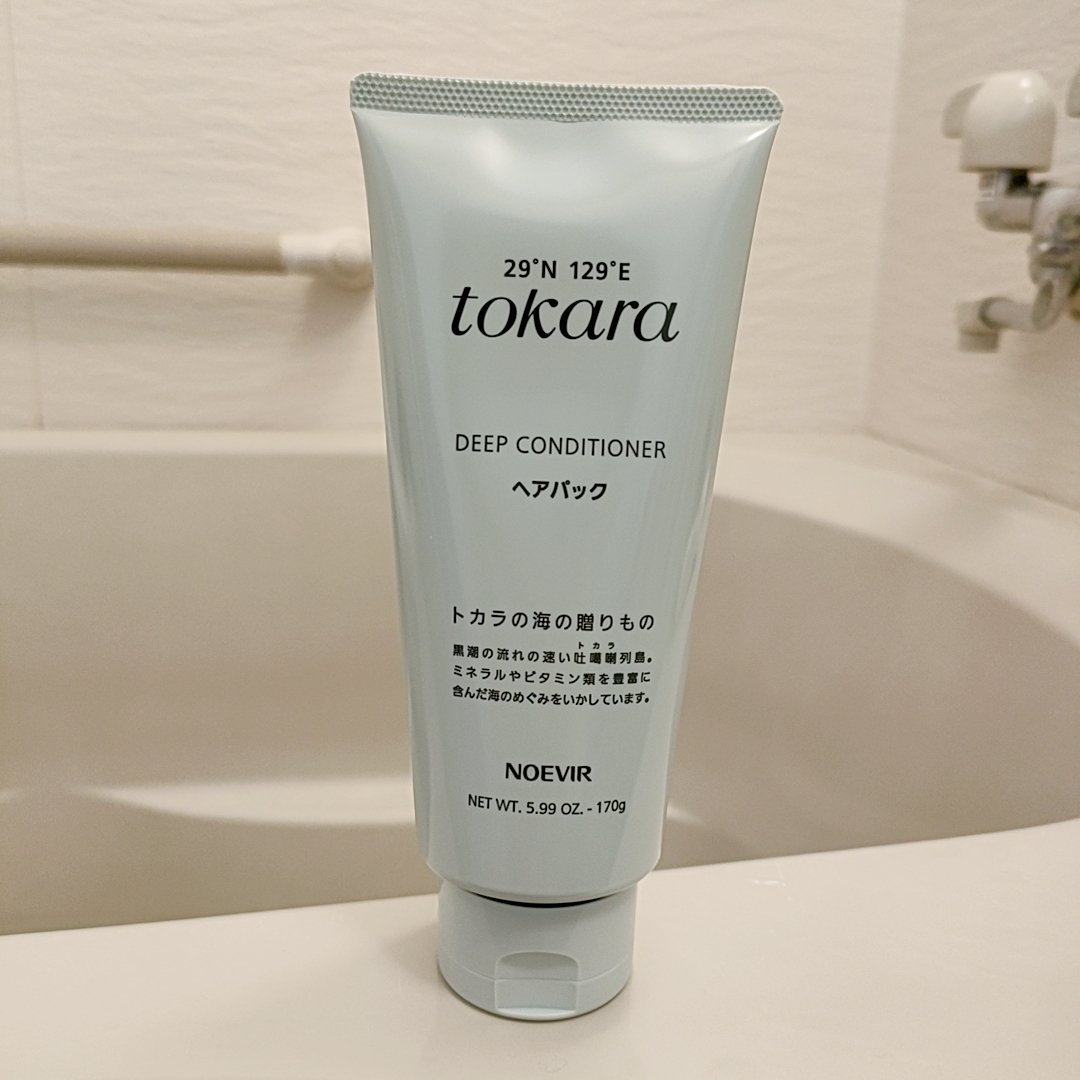 29°N 129°E
tokara
DEEP CONDITIONER
ヘアパック
トカラの海の贈りもの
トカラ
黒潮の流れの速い吐噶喇列島。
ミネラルやビタミン類を豊富に
含んだ海のめぐみをいかしています。
NOEVIR
NET WT. 5.99 OZ. - 170g